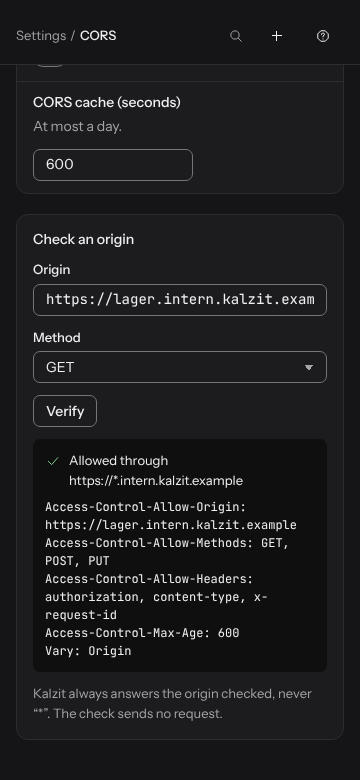 Settings / CORS
CORS cache (seconds)
At most a day.
600
Check an origin
Origin
https://lager.intern.kalzit.exam
Method
GET
Verify
Allowed through
https://*.intern.kalzit.example
Access-Control-Allow-Origin:
https://lager.intern.kalzit.example
Access-Control-Allow-Methods: GET,
POST, PUT
Access-Control-Allow-Headers:
authorization, content-type, x-
request-id
Access-Control-Max-Age: 600
Vary: Origin
Kalzit always answers the origin checked, never
“*”. The check sends no request.